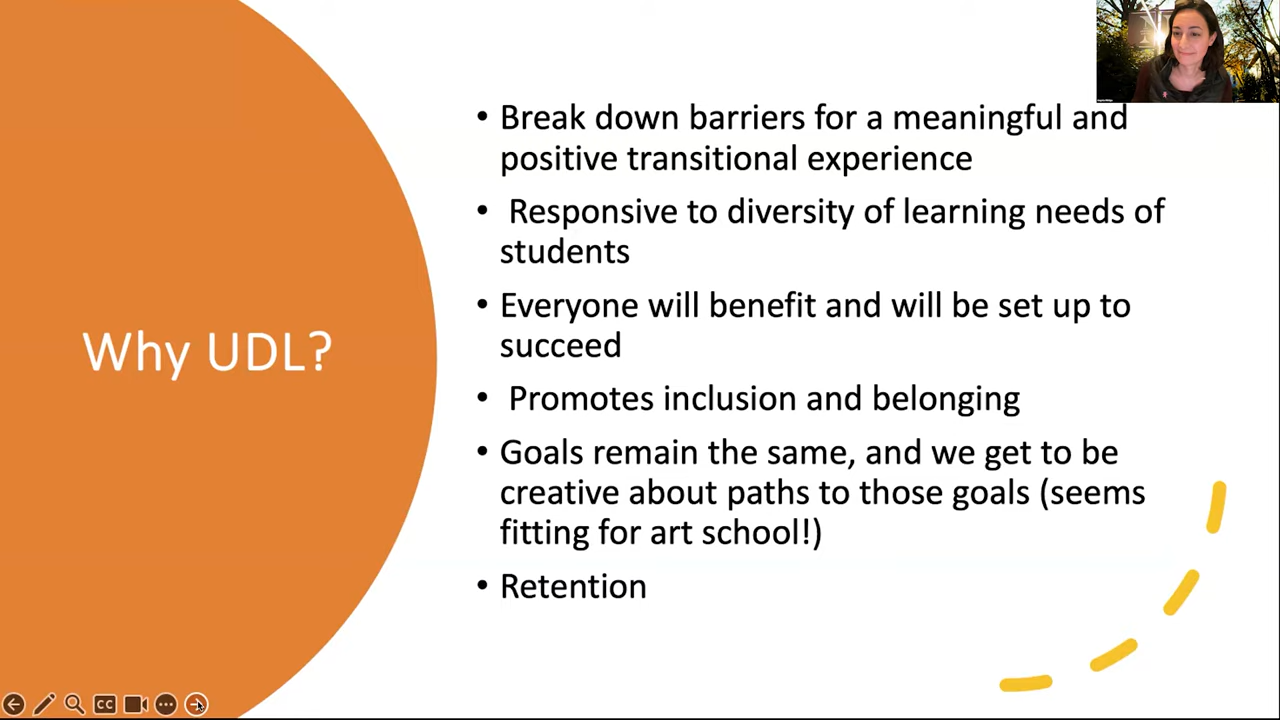 Why UDL?
• Break down barriers for a meaningful and
positive transitional experience
• Responsive to diversity of learning needs of
students
• Everyone will benefit and will be set up to
succeed
• Promotes inclusion and belonging
• Goals remain the same, and we get to be
creative about paths to those goals (seems
fitting for art school!)
• Retention
CC